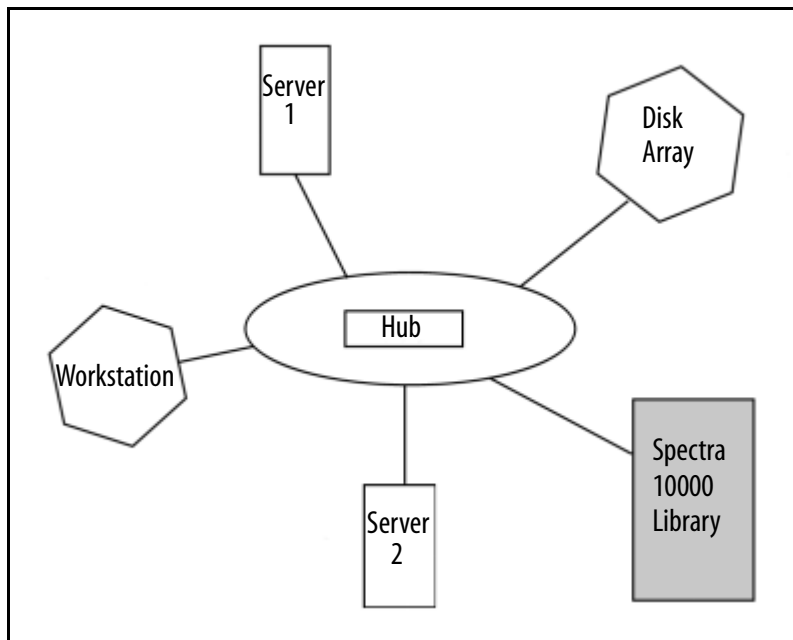 Server
1
Disk
Array
Hub
Workstation
Spectra
10000
Library
Server
2